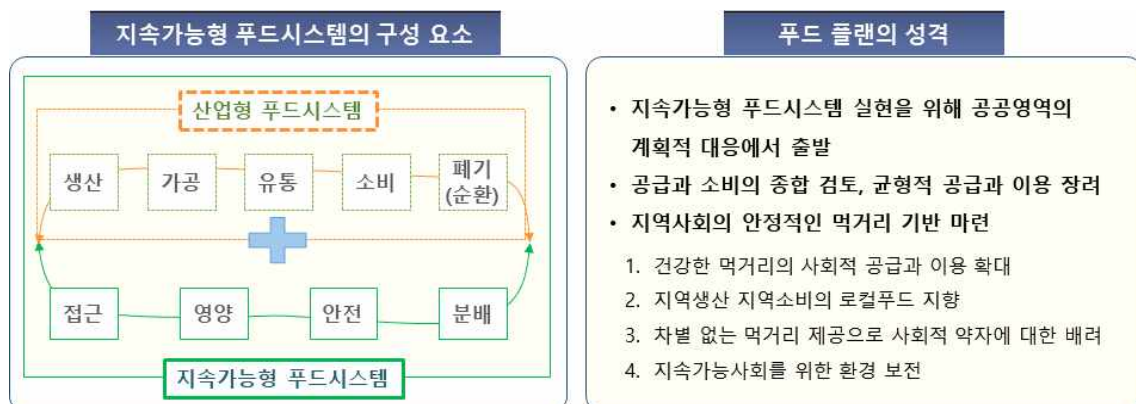 지속가능형 푸드시스템의 구성 요소
산업형 푸드시스템
생산
가공
유통
소비
폐기
(순환)
접근
영양
안전
분배
지속가능형 푸드시스템
푸드 플랜의 성격
• 지속가능형 푸드시스템 실현을 위해 공공영역의
계획적 대응에서 출발
• 공급과 소비의 종합 검토, 균형적 공급과 이용 장려
• 지역사회의 안정적인 먹거리 기반 마련
1. 건강한 먹거리의 사회적 공급과 이용 확대
2. 지역생산 지역소비의 로컬푸드 지향
3. 차별 없는 먹거리 제공으로 사회적 약자에 대한 배려
4. 지속가능사회를 위한 환경 보전